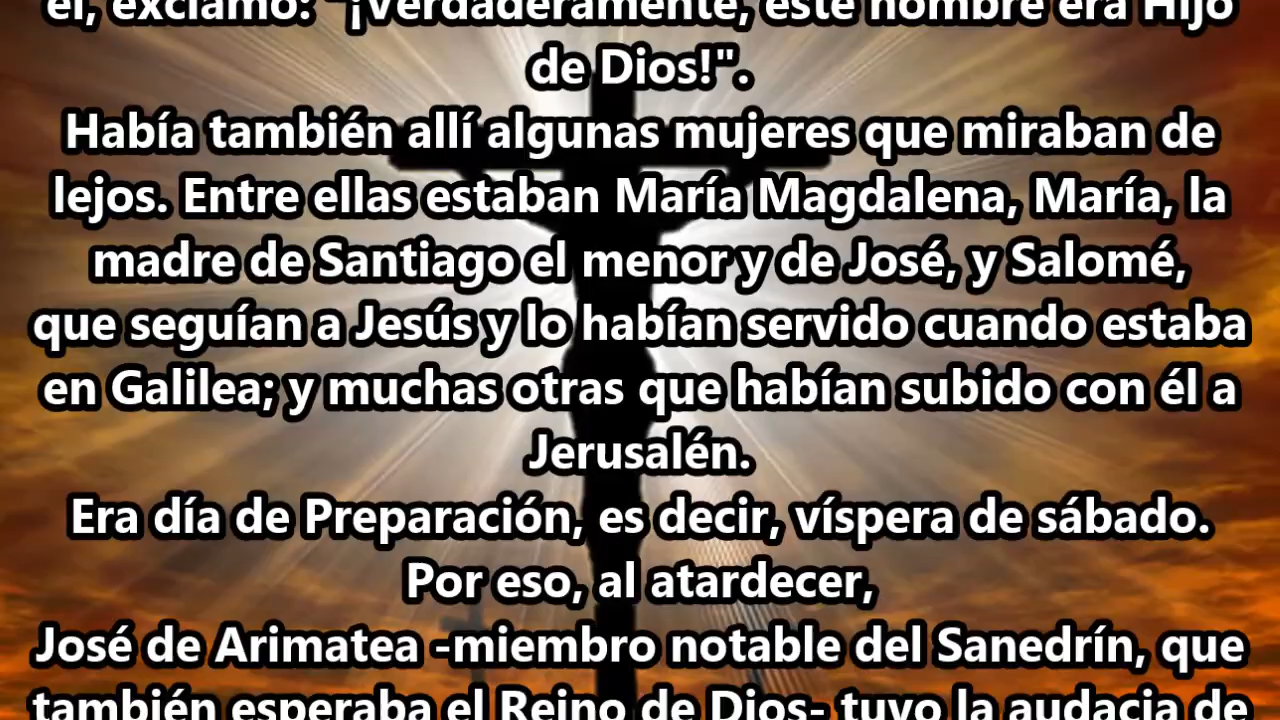 él, exclamó: "¡Verdaderamente, este hombre era Hijo
de Dios!".
Había también allí algunas mujeres que miraban de
lejos. Entre ellas estaban María Magdalena, María, la
madre de Santiago el menor y de José, y Salomé,
que seguían a Jesús y lo habían servido cuando estaba
en Galilea; y muchas otras que habían subido con él a
Jerusalén.
Era día de Preparación, es decir, víspera de sábado.
Por eso, al atardecer,
José de Arimatea -miembro notable del Sanedrín, que
también esperaba el Reino de Dios- tuvo la audacia de